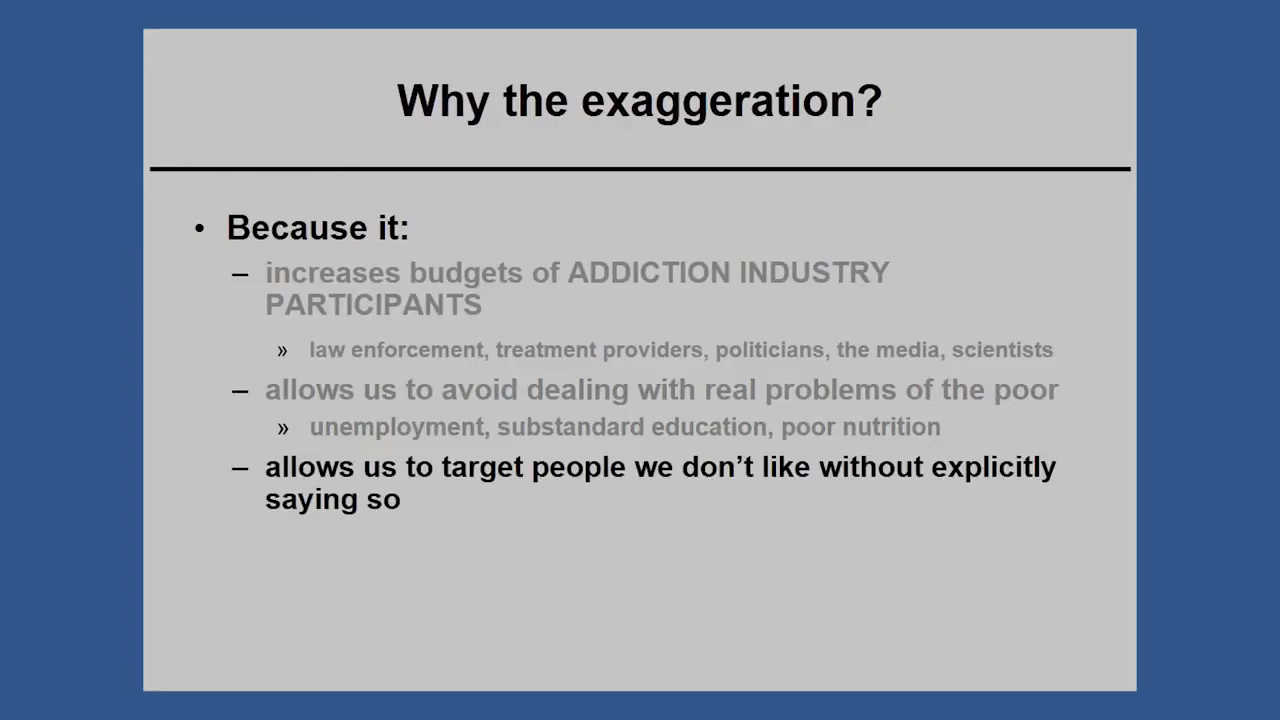 Why the exaggeration?
• Because it:
– increases budgets of ADDICTION INDUSTRY
PARTICIPANTS
» law enforcement, treatment providers, politicians, the media, scientists
– allows us to avoid dealing with real problems of the poor
» unemployment, substandard education, poor nutrition
– allows us to target people we don’t like without explicitly
saying so